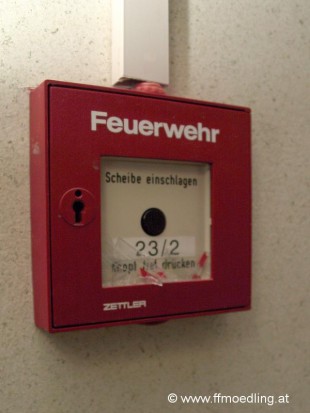 Feuerwehr
Scheibe einschlagen
23/2
Knopf tief drücken
ZETTLER
© www.ffmoedling.at